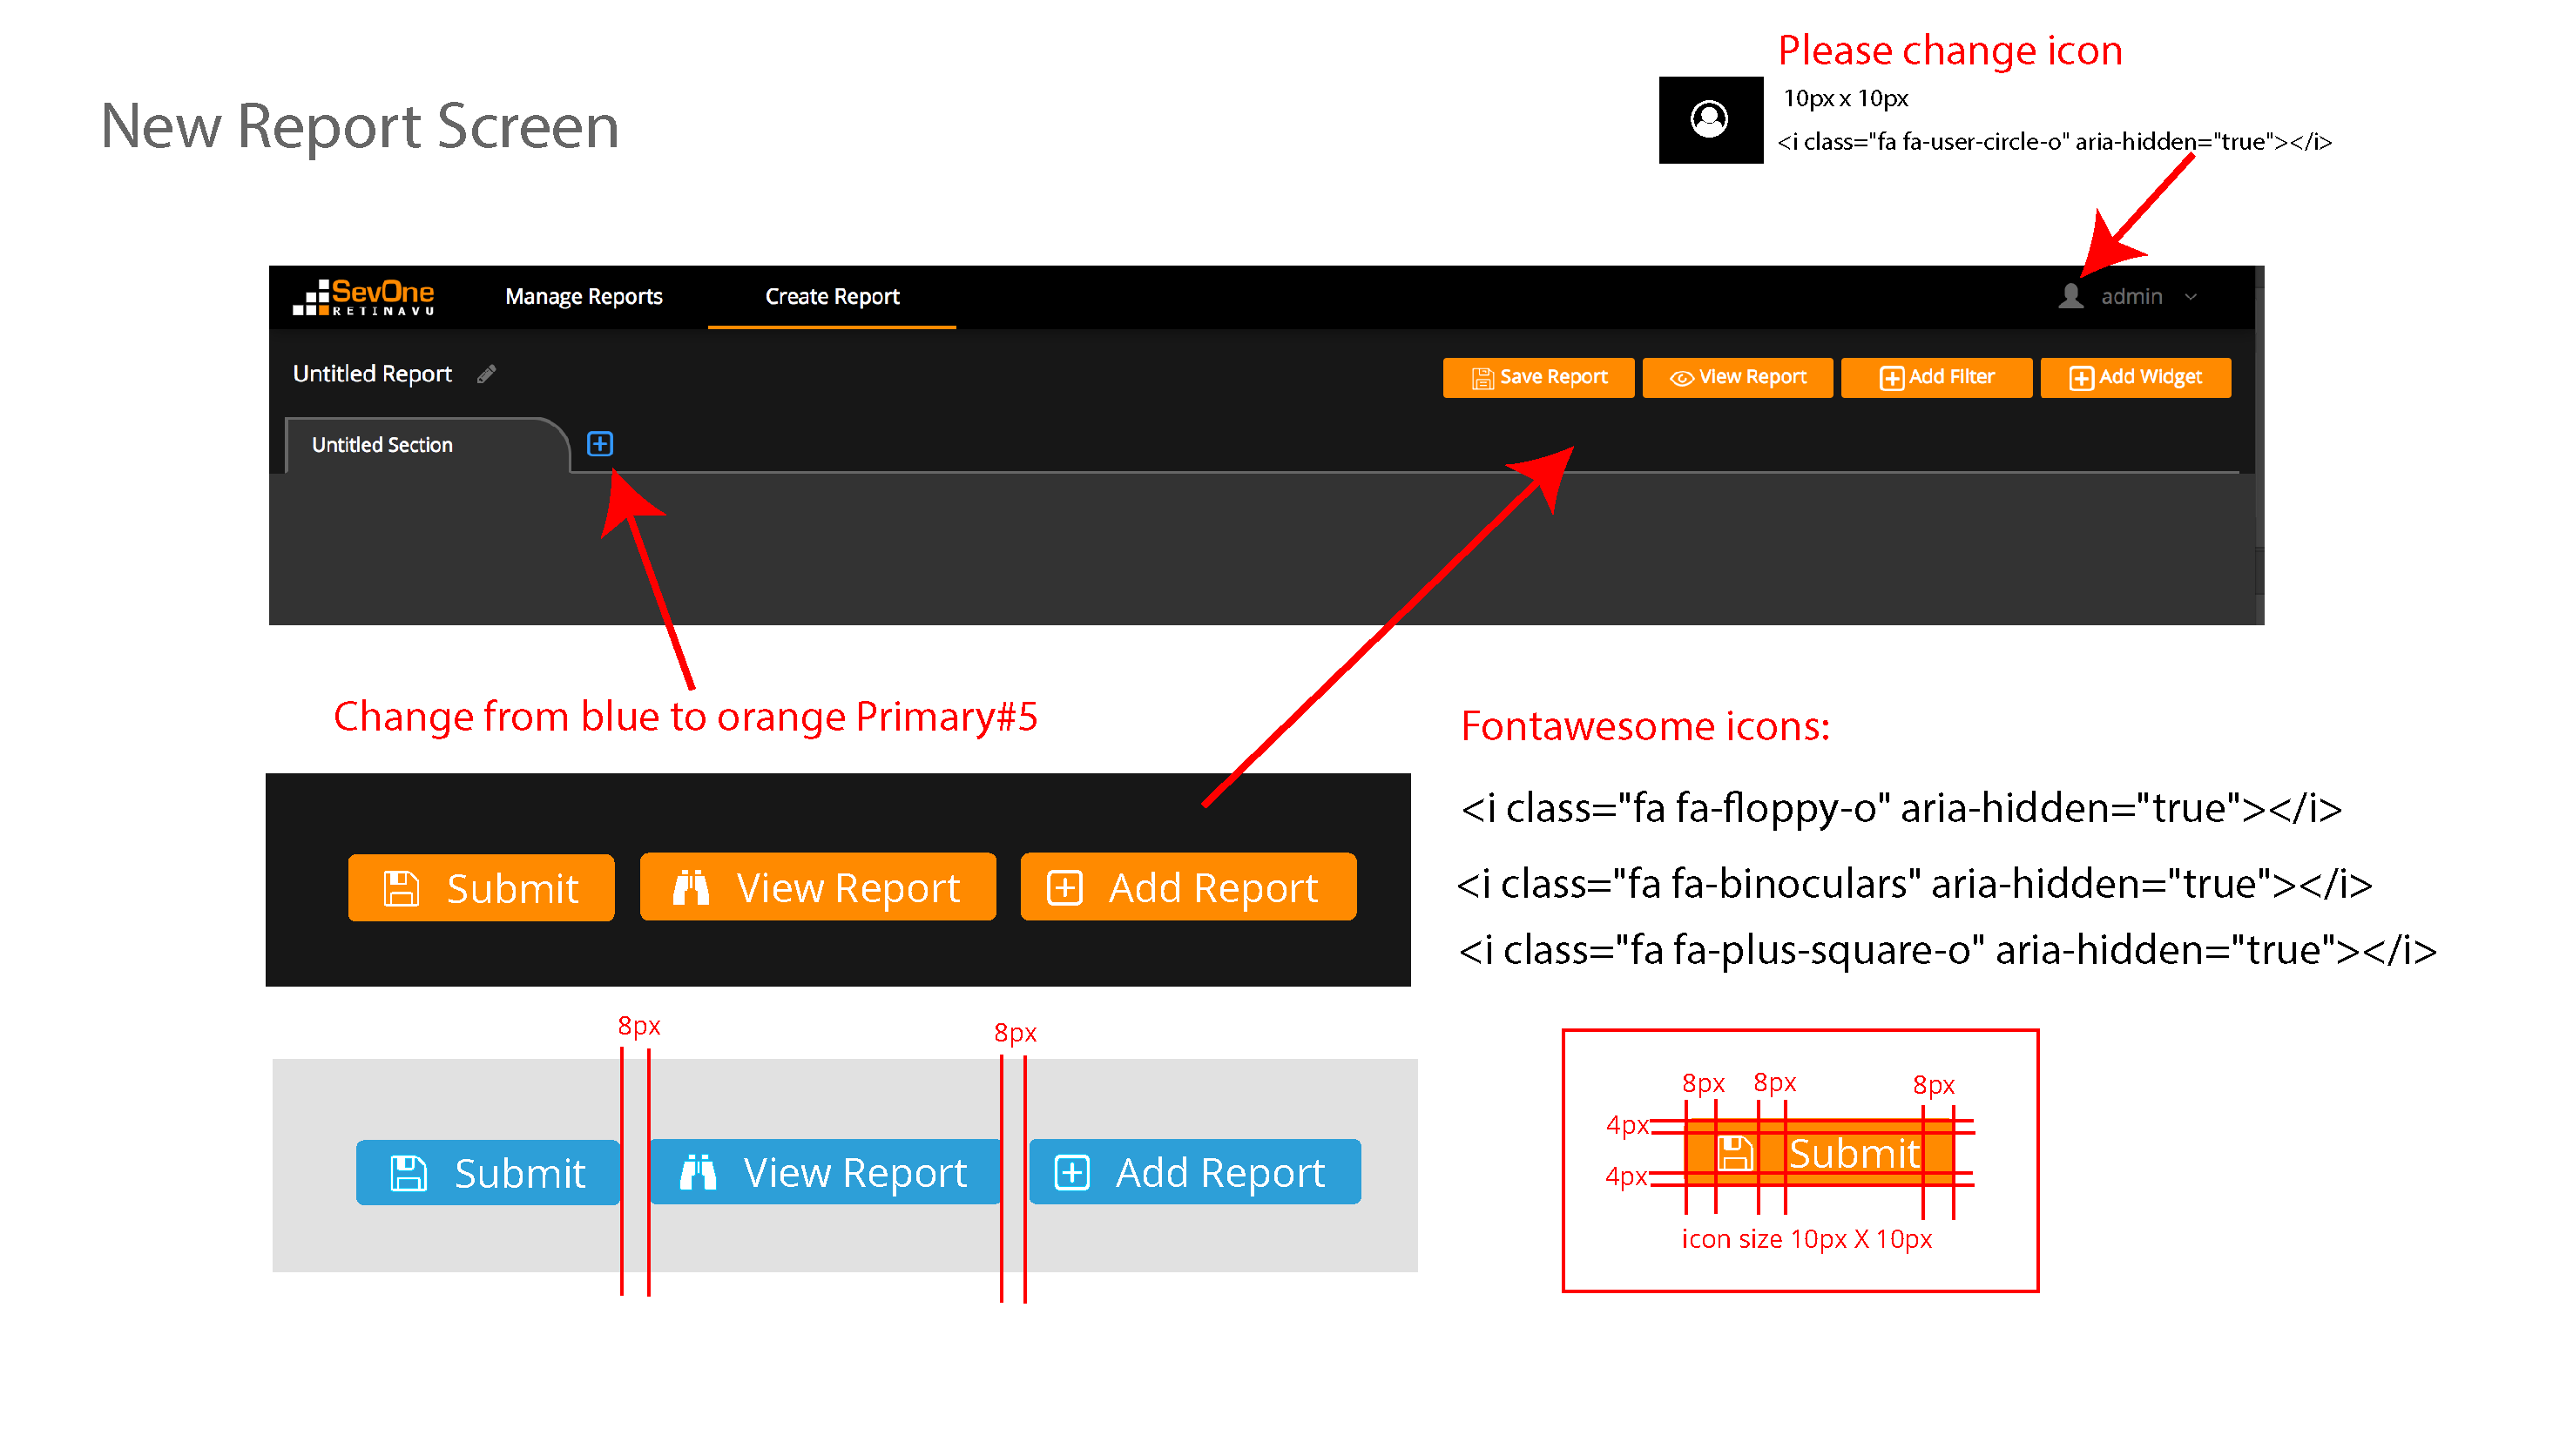 Please change icon
10px x 10px
<i class="fa fa-user-circle-o" aria-hidden="true"></i>
New Report Screen
SevOne
RETINAVU
Manage Reports
Create Report
admin
Untitled Report
Save Report
View Report
Add Filter
Add Widget
Untitled Section
Change from blue to orange Primary#5
Fontawesome icons:
<i class="fa fa-floppy-o" aria-hidden="true"></i>
<i class="fa fa-binoculars" aria-hidden="true"></i>
<i class="fa fa-plus-square-o" aria-hidden="true"></i>
Submit
View Report
Add Report
8px
8px
Submit
View Report
Add Report
8px
8px
8px
4px
Submit
4px
icon size 10px X 10px